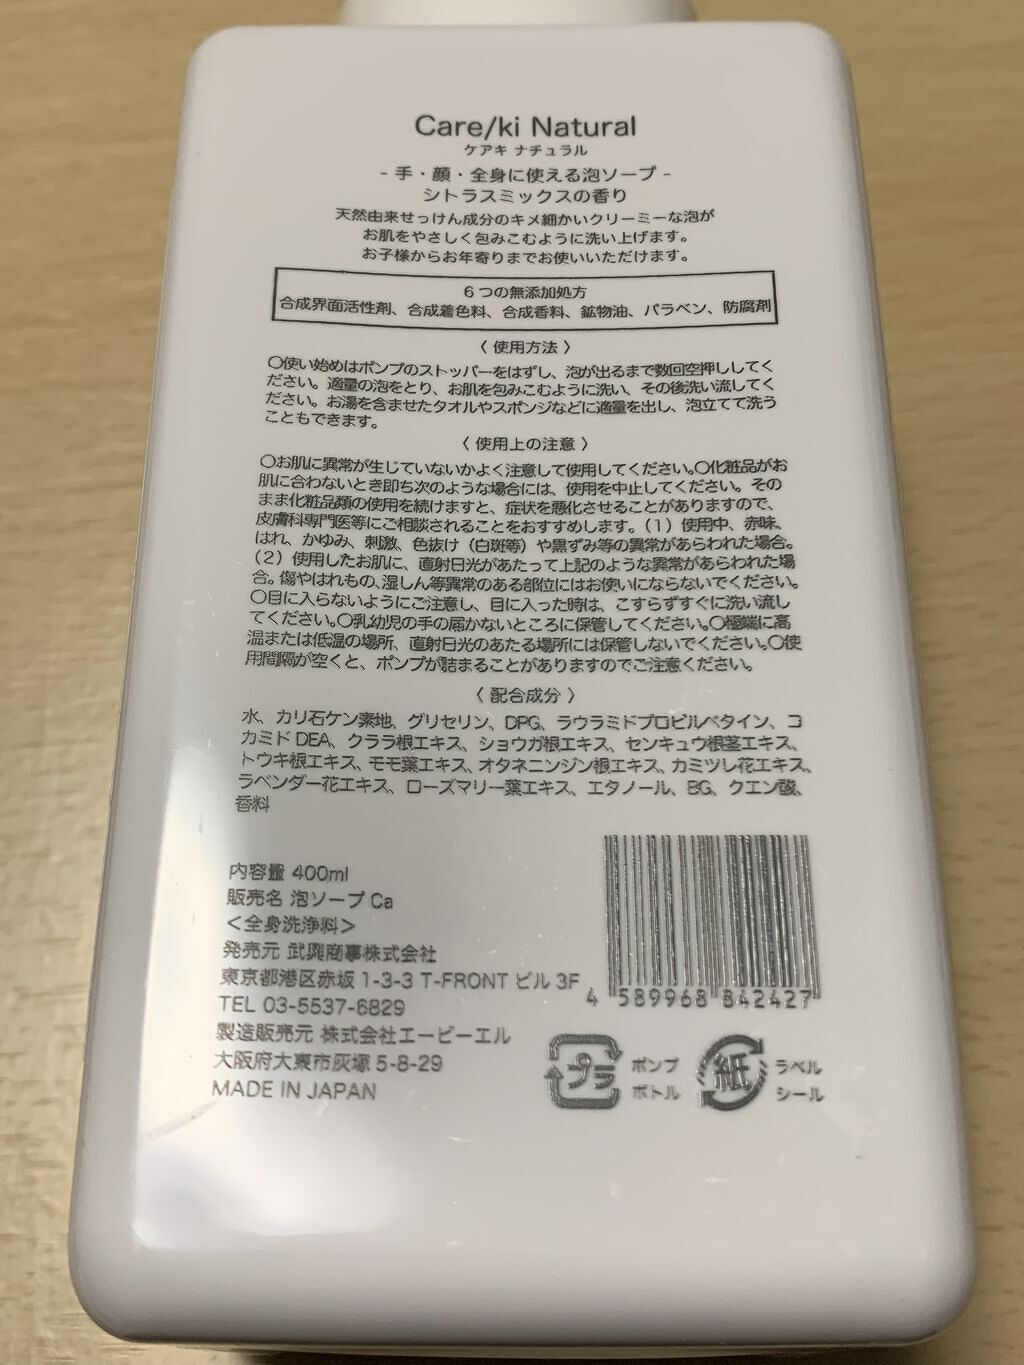 Care/ki Natural
ケアキ ナチュラル
- 手・顔・全身に使える泡ソープ -
シトラスミックスの香り
天然由来せっけん成分のキメ細かいクリーミーな泡が
お肌をやさしく包みこむように洗い上げます。
お子様からお年寄りまでお使いいただけます。
6つの無添加処方
合成界面活性剤、合成着色料、合成香料、鉱物油、パラベン、防腐剤
〈 使用方法 〉
〇使い始めはポンプのストッパーをはずし、泡が出るまで数回空押ししてく
ださい。適量の泡をとり、お肌を包みこむように洗い、その後洗い流してく
ださい。お湯を含ませたタオルやスポンジなどに適量を出し、泡立てて洗う
こともできます。
〈 使用上の注意 〉
〇お肌に異常が生じていないかよく注意して使用してください。〇化粧品がお
肌に合わないとき即ち次のような場合には、使用を中止してください。その
まま化粧品類の使用を続けますと、症状を悪化させることがありますので、
皮膚科専門医等にご相談されることをおすすめします。(1) 使用中、赤味、
はれ、かゆみ、刺激、色抜け (白斑等) や黒ずみ等の異常があらわれた場合。
(2) 使用したお肌に、直射日光があたって上記のような異常があらわれた場
合。傷やはれもの、湿しん等異常のある部位にはお使いにならないでください。
〇目に入らないようにご注意し、目に入った時は、こすらずすぐに洗い流し
てください。〇乳幼児の手の届かないところに保管してください。〇極端に高
温または低温の場所、直射日光のあたる場所には保管しないでください。〇使
用間隔が空くと、ポンプが詰まることがありますのでご注意ください。
〈 配合成分 〉
水、カリ石ケン素地、グリセリン、DPG、ラウラミドプロピルベタイン、コ
カミド DEA、クララ根エキス、ショウガ根エキス、センキュウ根茎エキス、
トウキ根エキス、モモ葉エキス、オタネニンジン根エキス、カミツレ花エキス、
ラベンダー花エキス、ローズマリー葉エキス、エタノール、BG、クエン酸、
香料
内容量 400ml
販売名 泡ソープ Ca
＜全身洗浄料＞
発売元 武興商事株式会社
東京都港区赤坂 1-3-3 T-FRONT ビル 3F
TEL 03-5537-6829
製造販売元 株式会社エービーエル
大阪府大東市灰塚 5-8-29
MADE IN JAPAN
4 589968 842427
プラ ポンプ
ボトル
紙 ラベル
シール